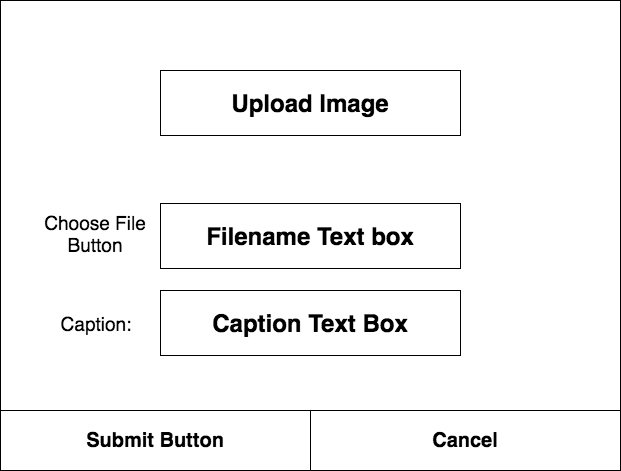 Upload Image
Choose File
Button
Filename Text box
Caption:
Caption Text Box
Submit Button
Cancel